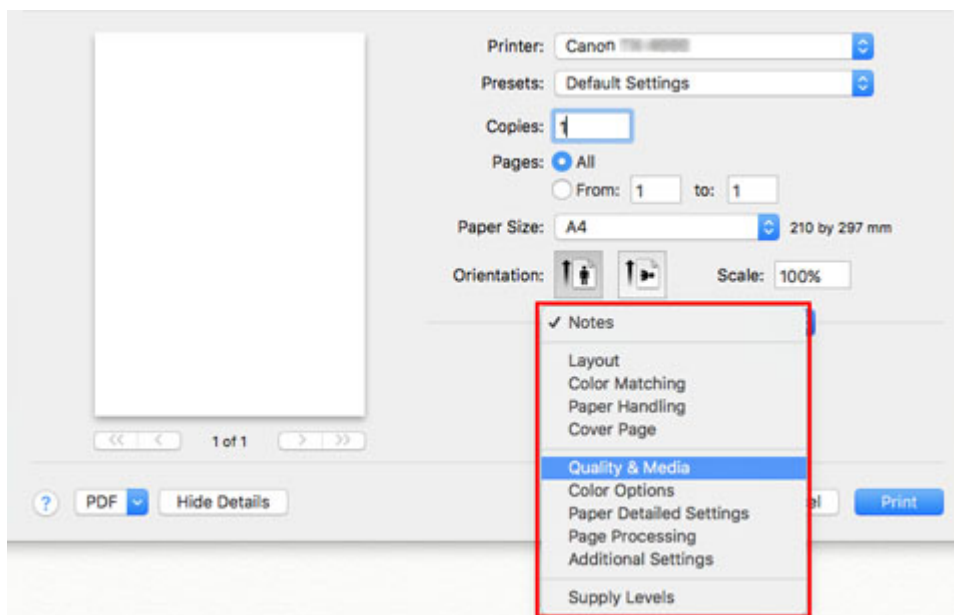 Printer: Canon
Presets: Default Settings
Copies: 1
Pages: All
From: 1 to: 1
Paper Size: A4 210 by 297 mm
Orientation: Scale: 100%
✓ Notes
Layout
Color Matching
Paper Handling
Cover Page
<< < 1 of 1 > >>
Quality & Media
Color Options
Paper Detailed Settings
Page Processing
Additional Settings
Supply Levels
? PDF Hide Details el Print